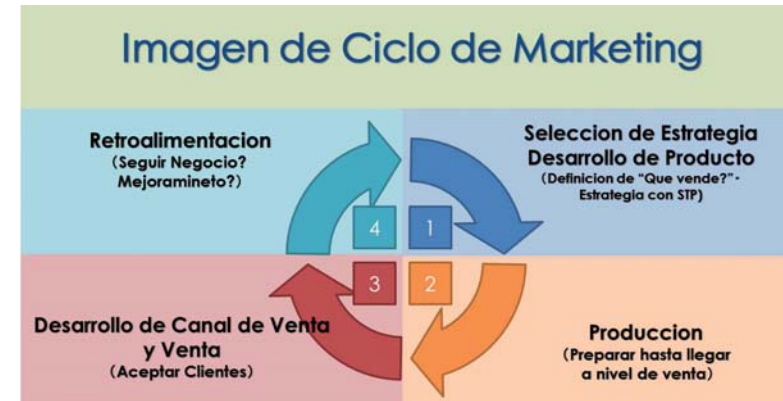 Imagen de Ciclo de Marketing
Retroalimentacion
(Seguir Negocio?
Mejoramineto?)
4
1
Seleccion de Estrategia
Desarrollo de Producto
(Definicion de "Que vende?"-
Estrategia con STP)
3
2
Desarrollo de Canal de Venta
y Venta
(Aceptar Clientes)
Produccion
(Preparar hasta llegar
a nivel de venta)